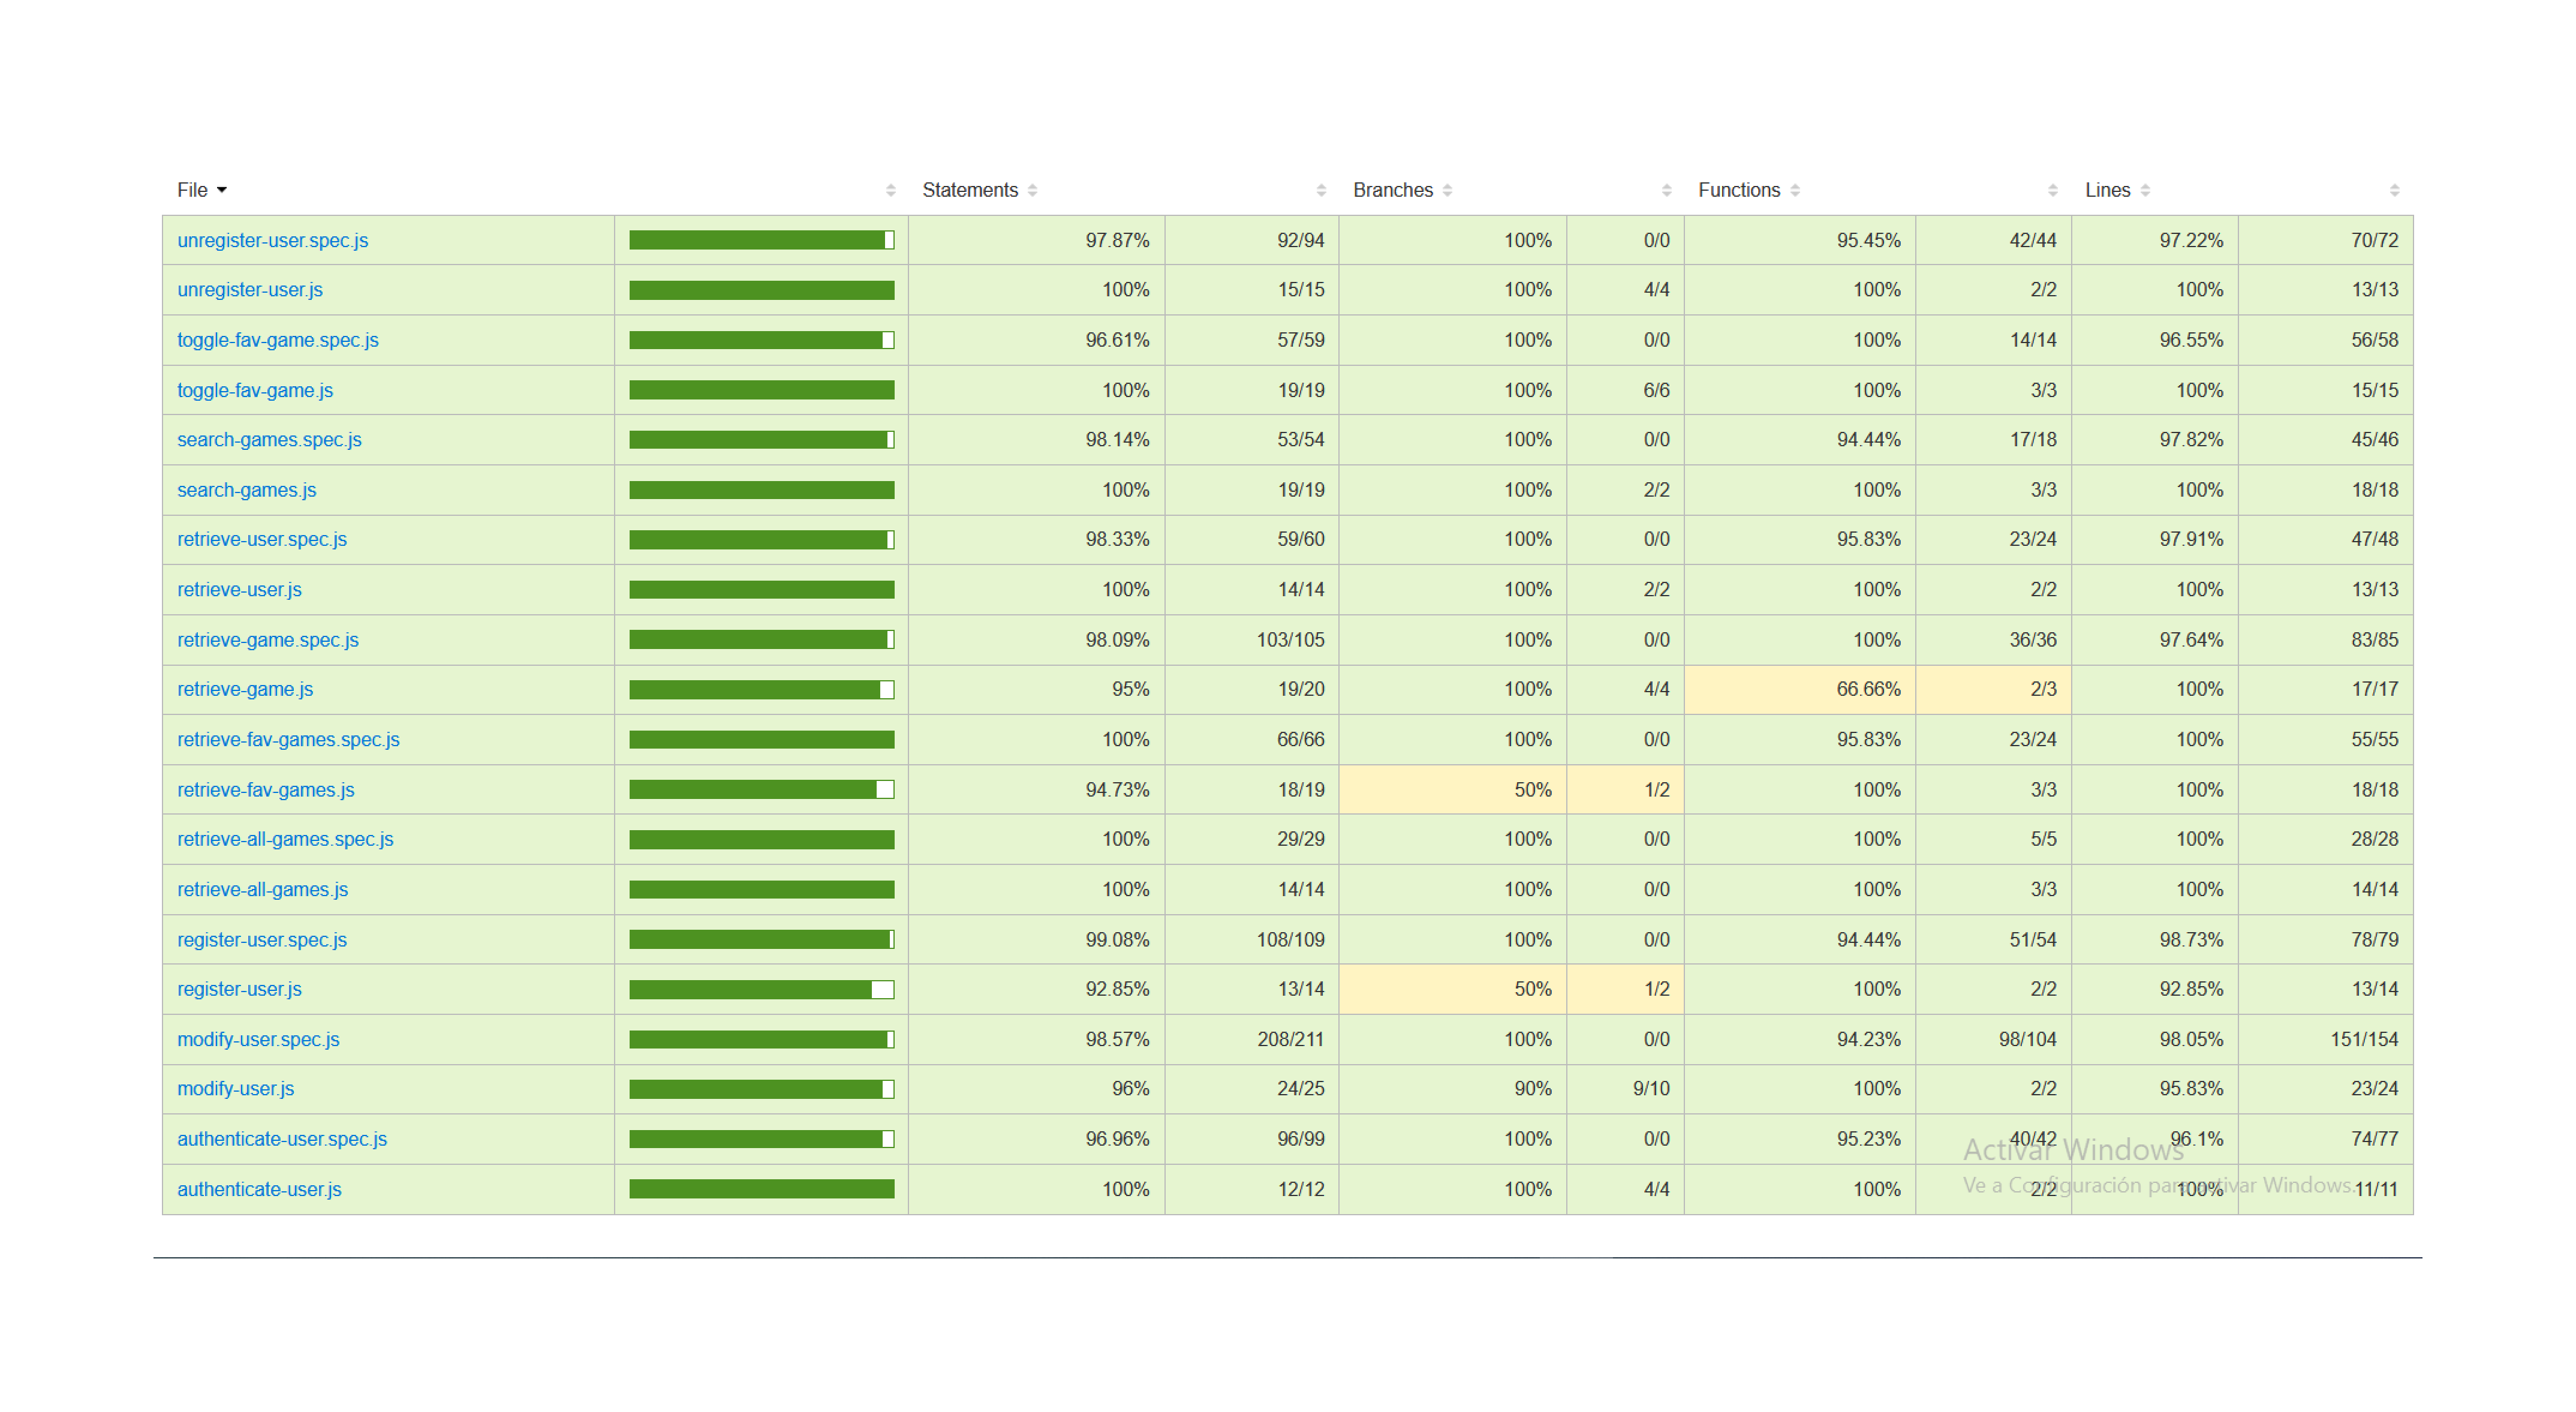 File Statements Branches Functions Lines
unregister-user.spec.js 97.87% 92/94 100% 0/0 95.45% 42/44 97.22% 70/72
unregister-user.js 100% 15/15 100% 4/4 100% 2/2 100% 13/13
toggle-fav-game.spec.js 96.61% 57/59 100% 0/0 100% 14/14 96.55% 56/58
toggle-fav-game.js 100% 19/19 100% 6/6 100% 3/3 100% 15/15
search-games.spec.js 98.14% 53/54 100% 0/0 94.44% 17/18 97.82% 45/46
search-games.js 100% 19/19 100% 2/2 100% 3/3 100% 18/18
retrieve-user.spec.js 98.33% 59/60 100% 0/0 95.83% 23/24 97.91% 47/48
retrieve-user.js 100% 14/14 100% 2/2 100% 2/2 100% 13/13
retrieve-game.spec.js 98.09% 103/105 100% 0/0 100% 36/36 97.64% 83/85
retrieve-game.js 95% 19/20 100% 4/4 66.66% 2/3 100% 17/17
retrieve-fav-games.spec.js 100% 66/66 100% 0/0 95.83% 23/24 100% 55/55
retrieve-fav-games.js 94.73% 18/19 50% 1/2 100% 3/3 100% 18/18
retrieve-all-games.spec.js 100% 29/29 100% 0/0 100% 5/5 100% 28/28
retrieve-all-games.js 100% 14/14 100% 0/0 100% 3/3 100% 14/14
register-user.spec.js 99.08% 108/109 100% 0/0 94.44% 51/54 98.73% 78/79
register-user.js 92.85% 13/14 50% 1/2 100% 2/2 92.85% 13/14
modify-user.spec.js 98.57% 208/211 100% 0/0 94.23% 98/104 98.05% 151/154
modify-user.js 96% 24/25 90% 9/10 100% 2/2 95.83% 23/24
authenticate-user.spec.js 96.96% 96/99 100% 0/0 95.23% 40/42 96.1% 74/77
authenticate-user.js 100% 12/12 100% 4/4 100% 2/2 100% 11/11
Activar Windows
Ve a Configuración para activar Windows.